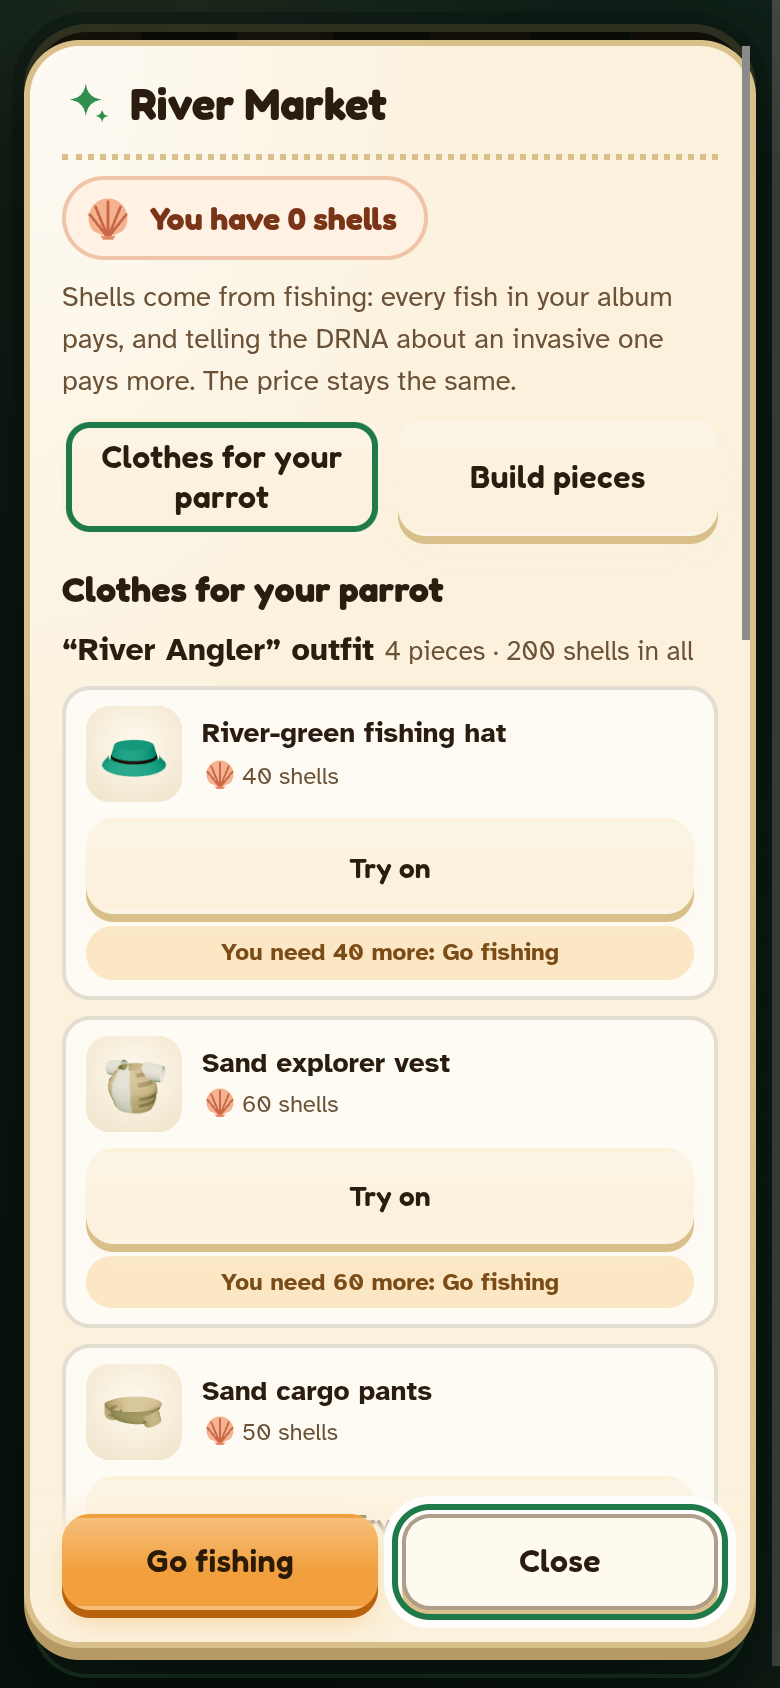 River Market
You have 0 shells
Shells come from fishing: every fish in your album
pays, and telling the DRNA about an invasive one
pays more. The price stays the same.
Clothes for your
parrot
Build pieces
Clothes for your parrot
“River Angler” outfit 4 pieces · 200 shells in all
River-green fishing hat
40 shells
Try on
You need 40 more: Go fishing
Sand explorer vest
60 shells
Try on
You need 60 more: Go fishing
Sand cargo pants
50 shells
Go fishing
Close